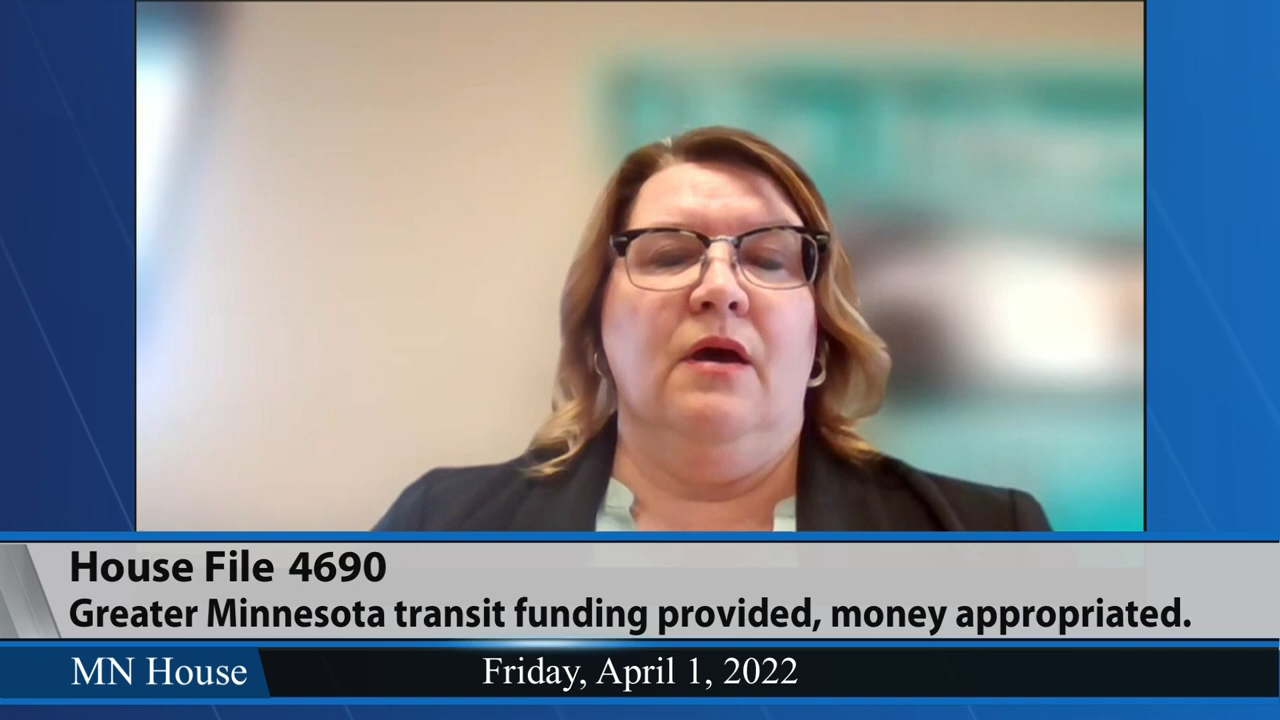 House File 4690
Greater Minnesota transit funding provided, money appropriated.
MN House
Friday, April 1, 2022